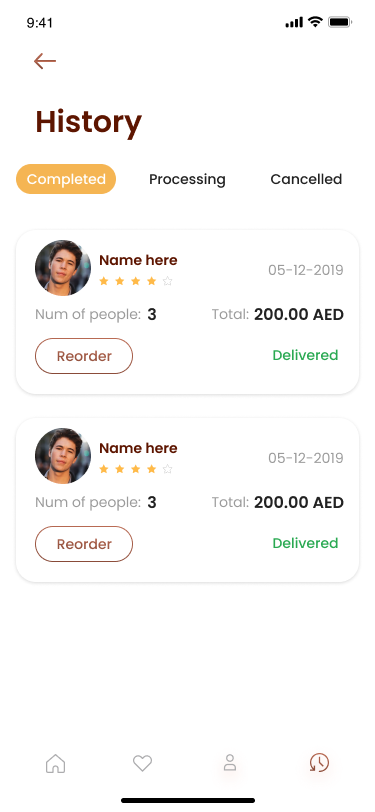 9:41
History
Completed Processing Cancelled
Name here
05-12-2019
Num of people: 3 Total: 200.00 AED
Reorder Delivered
Name here
05-12-2019
Num of people: 3 Total: 200.00 AED
Reorder Delivered